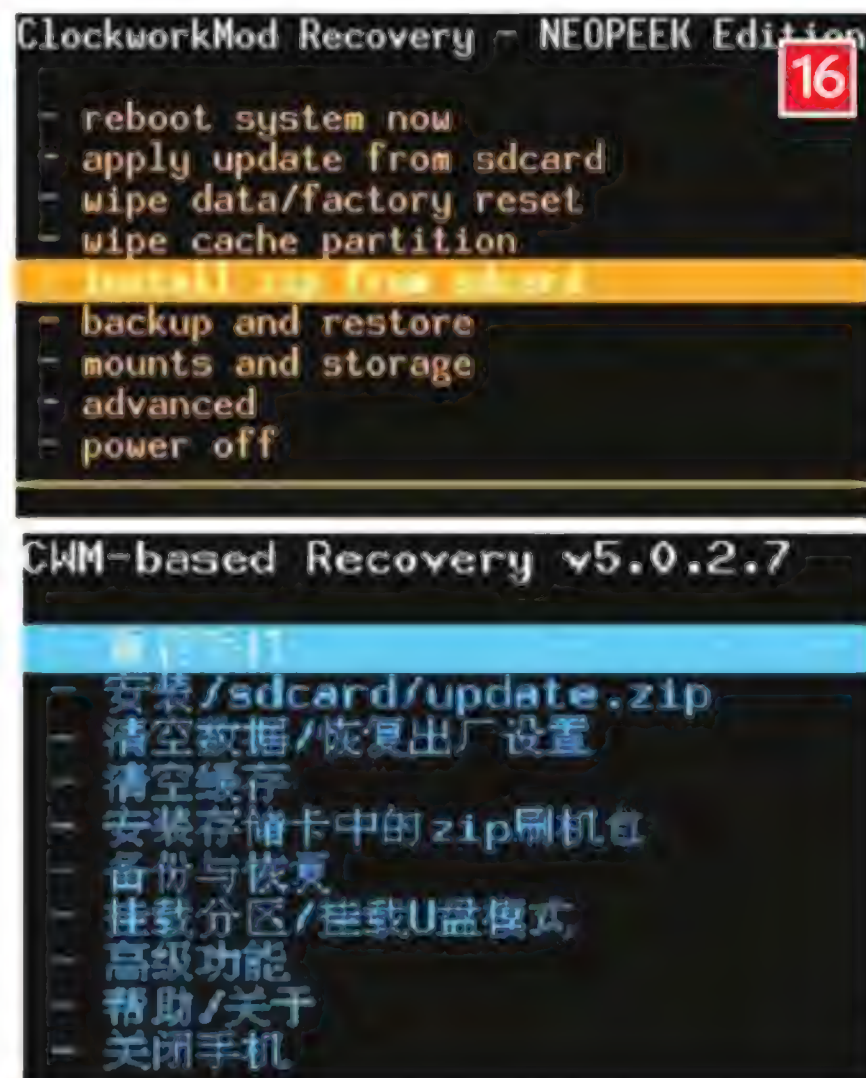 ClockworkMod Recovery - NEOPEEK Edition
16
- reboot system now
- apply update from sdcard
- wipe data/factory reset
- wipe cache partition
- install zip from sdcard
- backup and restore
- mounts and storage
- advanced
- power off
CWM-based Recovery v5.0.2.7
- 安装/sdcard/update.zip
- 清空数据/恢复出厂设置
- 清空缓存
- 安装存储卡中的zip刷机包
- 备份与恢复
- 挂载分区/挂载U盘模式
- 高级功能
- 帮助/关于
- 关闭手机